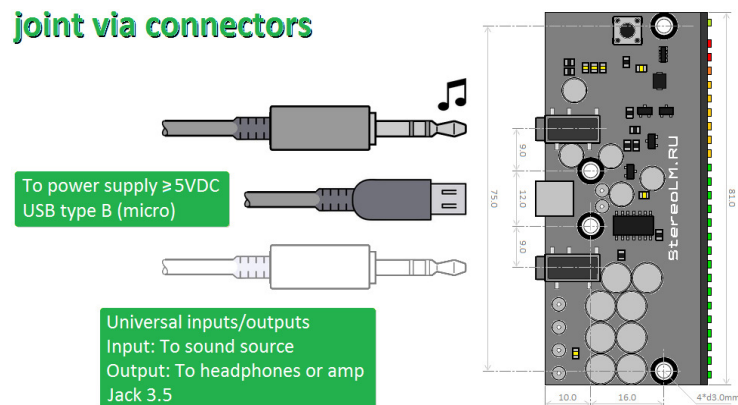 joint via connectors
To power supply ≥5VDC
USB type B (micro)
Universal inputs/outputs
Input: To sound source
Output: To headphones or amp
Jack 3.5
75.0
9.0
12.0
9.0
StereoLM.RU
81.0
10.0
16.0
4*d3.0mm